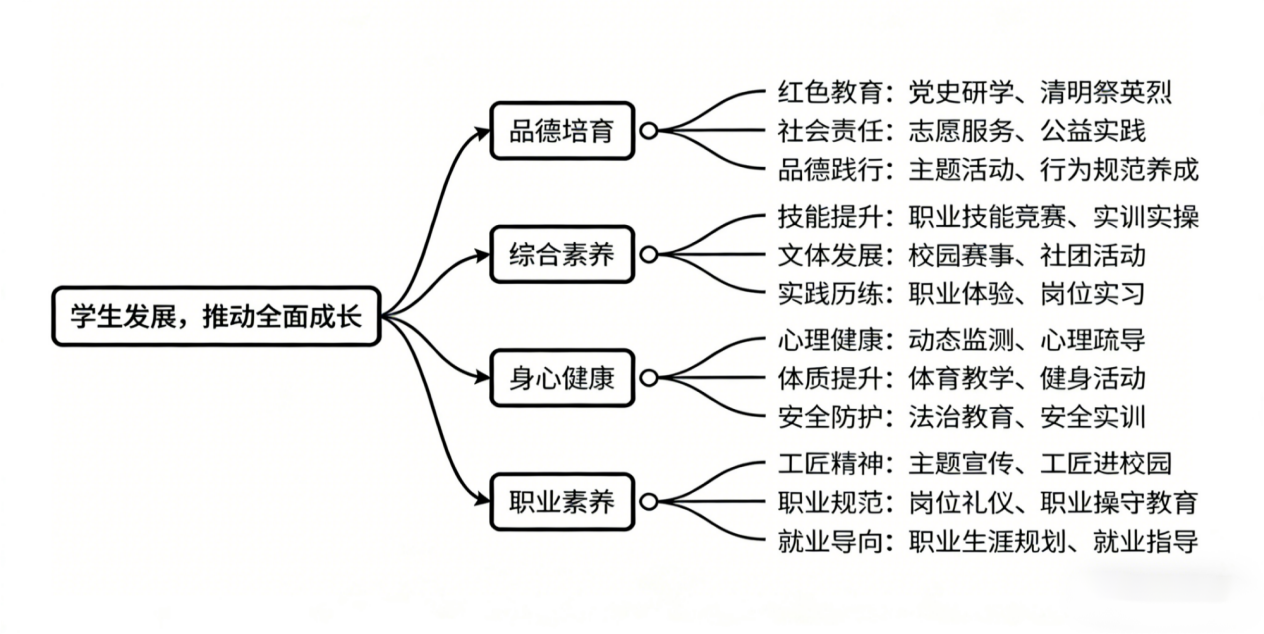 学生发展，推动全面成长
品德培育
红色教育：党史研学、清明祭英烈
社会责任：志愿服务、公益实践
品德践行：主题活动、行为规范养成
综合素养
技能提升：职业技能竞赛、实训实操
文体发展：校园赛事、社团活动
实践历练：职业体验、岗位实习
身心健康
心理健康：动态监测、心理疏导
体质提升：体育教学、健身活动
安全防护：法治教育、安全实训
职业素养
工匠精神：主题宣传、工匠进校园
职业规范：岗位礼仪、职业操守教育
就业导向：职业生涯规划、就业指导